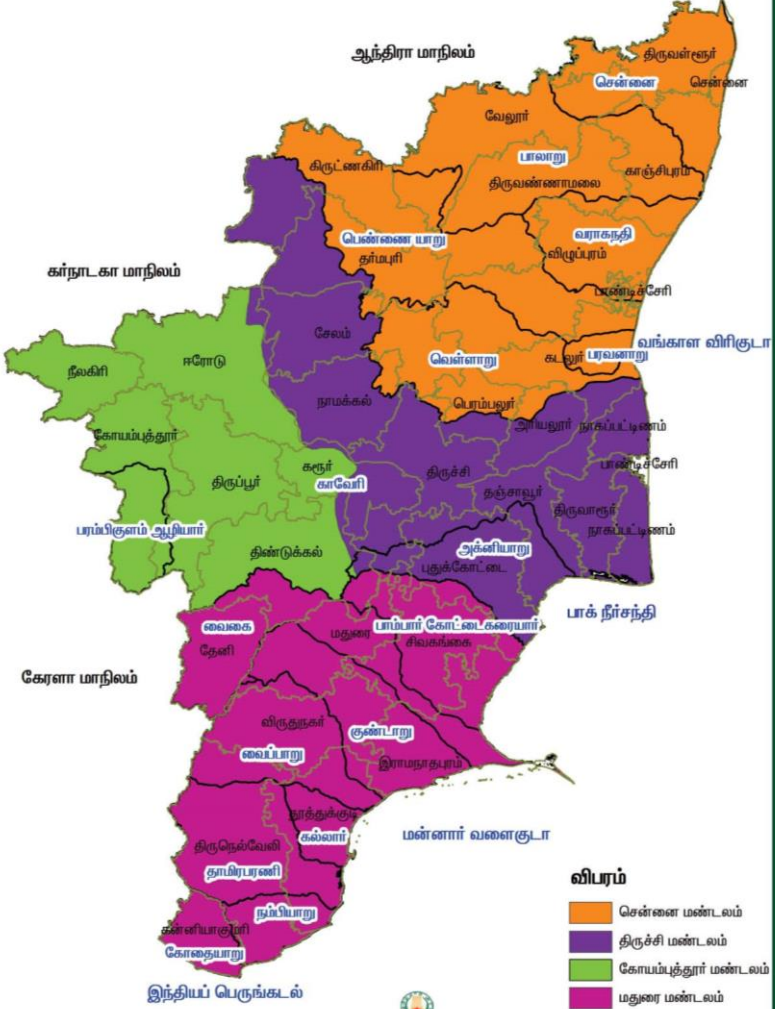 ஆந்திரா மாநிலம்
திருவள்ளூர்
சென்னை
சென்னை
வேலூர்
பாலாறு
காஞ்சிபுரம்
கிருட்ணகிரி
திருவண்ணாமலை
பெண்ணை யாறு
வராகநதி
விழுப்புரம்
தர்மபுரி
கர்நாடகா மாநிலம்
பாண்டிச்சேரி
சேலம்
வங்காள விரிகுடா
வெள்ளாறு
கடலூர்
பரவனாறு
ஈரோடு
நீலகிரி
நாமக்கல்
பெரம்பலூர்
அரியலூர்
நாகப்பட்டிணம்
கோயம்புத்தூர்
கரூர்
திருச்சி
பாண்டிச்சேரி
திருப்பூர்
காவேரி
தஞ்சாவூர்
திருவாரூர்
நாகப்பட்டிணம்
பரம்பிகுளம் ஆழியார்
திண்டுக்கல்
அக்னியாறு
புதுக்கோட்டை
பாக் நீர்சந்தி
வைகை
மதுரை
பாம்பார் கோட்டைகரையார்
தேனி
சிவகங்கை
கேரளா மாநிலம்
விருதுநகர்
குண்டாறு
வைப்பாறு
இராமநாதபுரம்
தூத்துக்குடி
கல்லார்
மன்னார் வளைகுடா
திருநெல்வேலி
தாமிரபரணி
நம்பியாறு
கன்னியாகுமரி
கோதையாறு
இந்தியப் பெருங்கடல்
விபரம்
சென்னை மண்டலம்
திருச்சி மண்டலம்
கோயம்புத்தூர் மண்டலம்
மதுரை மண்டலம்